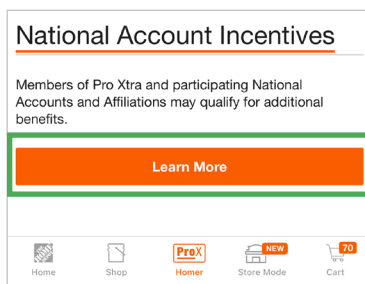 National Account Incentives
Members of Pro Xtra and participating National
Accounts and Affiliations may qualify for additional
benefits.
Learn More
ProX
NEW
70
Home
Shop
Homer
Store Mode
Cart